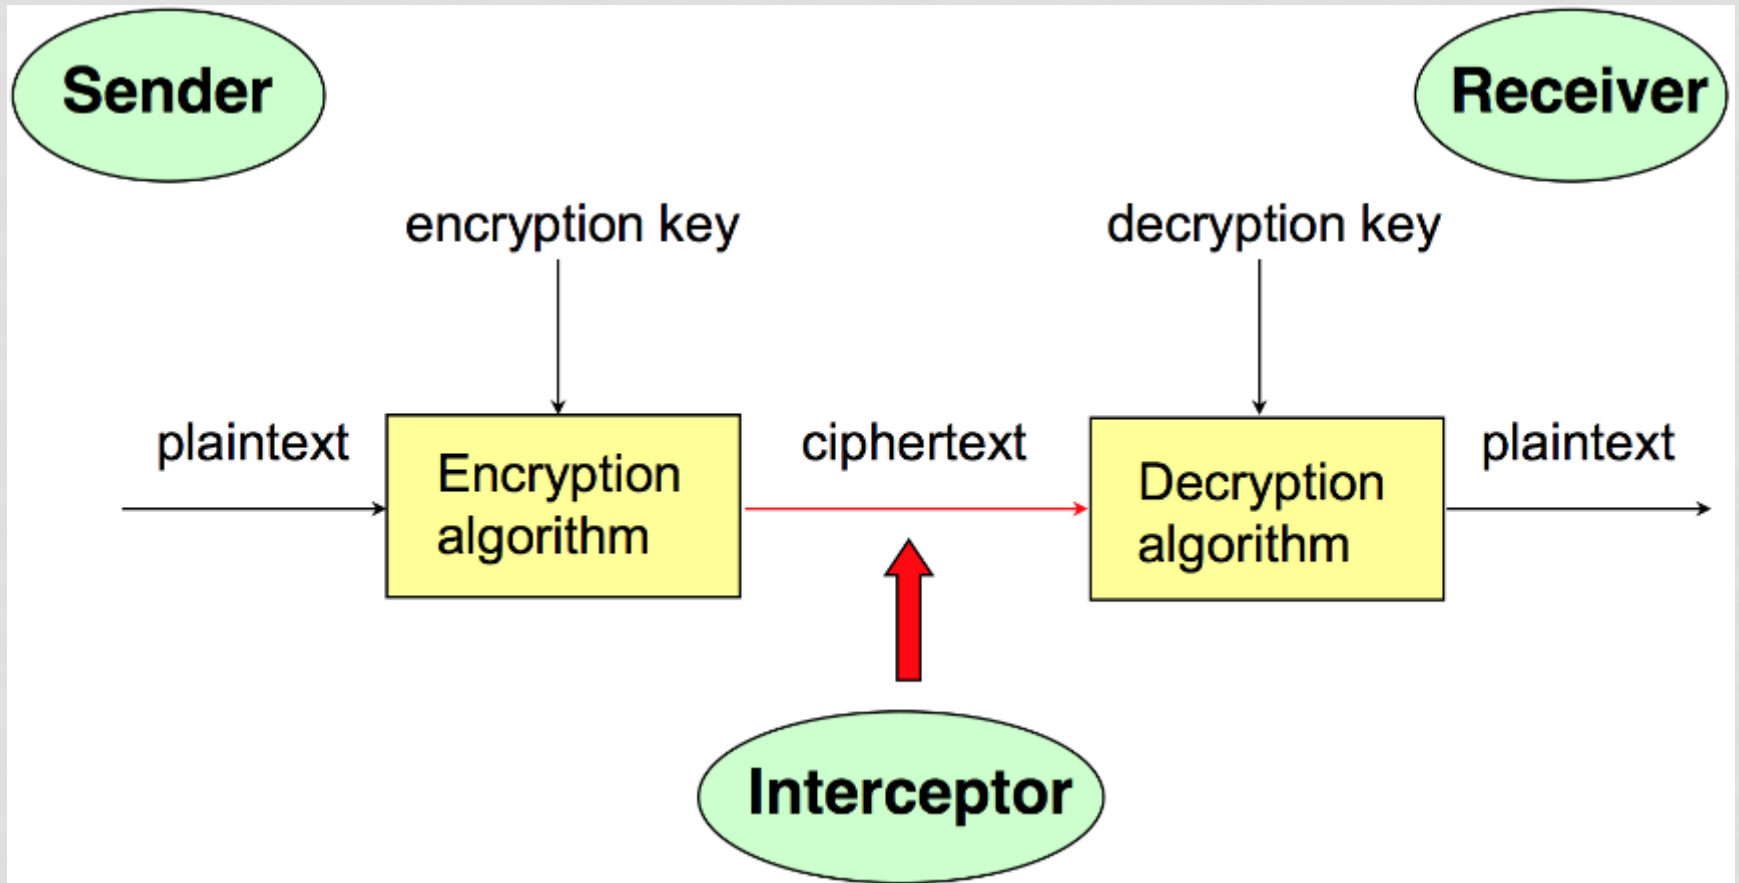 Sender
Receiver
encryption key
decryption key
plaintext
Encryption
algorithm
ciphertext
Decryption
algorithm
plaintext
Interceptor